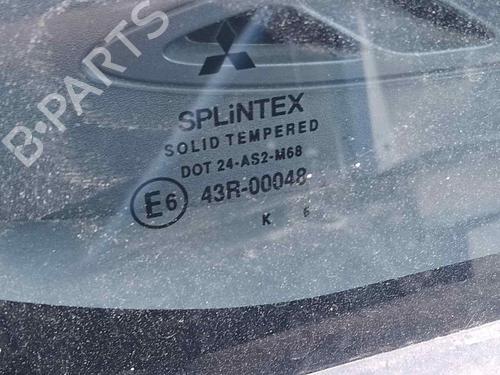 B-PARTS
SPLiNTEX
SOLID TEMPERED
DOT 24-AS2-M68
E6 43R-00048
K 6